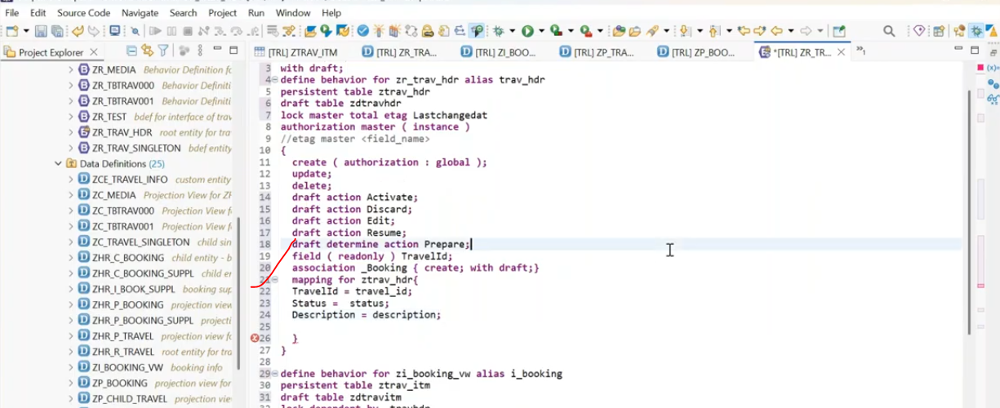 File Edit Source Code Navigate Search Project Run Window Help
Project Explorer
[TRL] ZTRAV_ITM
[TRL] ZR_TRA...
[TRL] ZI_BOO...
[TRL] ZP_TRA...
[TRL] ZP_BOO...
*[TRL] ZR_TR...
ZR_MEDIA Behavior Definition fo
ZR_TBTRAV000 Behavior Definiti
ZR_TBTRAV001 Behavior Definiti
ZR_TEST bdef for interface of trav
ZR_TRAV_HDR root entity for tra
ZR_TRAV_SINGLETON bdef entity
Data Definitions (25)
ZCE_TRAVEL_INFO custom entity
ZC_MEDIA Projection View for ZF
ZC_TBTRAV000 Projection View f
ZC_TBTRAV001 Projection View f
ZC_TRAVEL_SINGLETON child sin
ZHR_C_BOOKING child entity - b
ZHR_C_BOOKING_SUPPL child er
ZHR_I_BOOK_SUPPL booking sup
ZHR_P_BOOKING projection view
ZHR_P_BOOKING_SUPPL projecti
ZHR_P_TRAVEL projection view fo
ZHR_R_TRAVEL root entity for tra
ZI_BOOKING_VW booking info
ZP_BOOKING projection view for
ZP_CHILD_TRAVEL projection view
3 with draft;
4 define behavior for zr_trav_hdr alias trav_hdr
5 persistent table ztrav_hdr
6 draft table zdtravhdr
7 lock master total etag Lastchangedat
8 authorization master ( instance )
9 //etag master <field_name>
10 {
11 create ( authorization : global );
12 update;
13 delete;
14 draft action Activate;
15 draft action Discard;
16 draft action Edit;
17 draft action Resume;
18 draft determine action Prepare;
19 field ( readonly ) TravelId;
20 association _Booking { create; with draft;}
21 mapping for ztrav_hdr{
22 TravelId = travel_id;
23 Status = status;
24 Description = description;
25
26 }
27 }
28
29 define behavior for zi_booking_vw alias i_booking
30 persistent table ztrav_itm
31 draft table zdtravitm